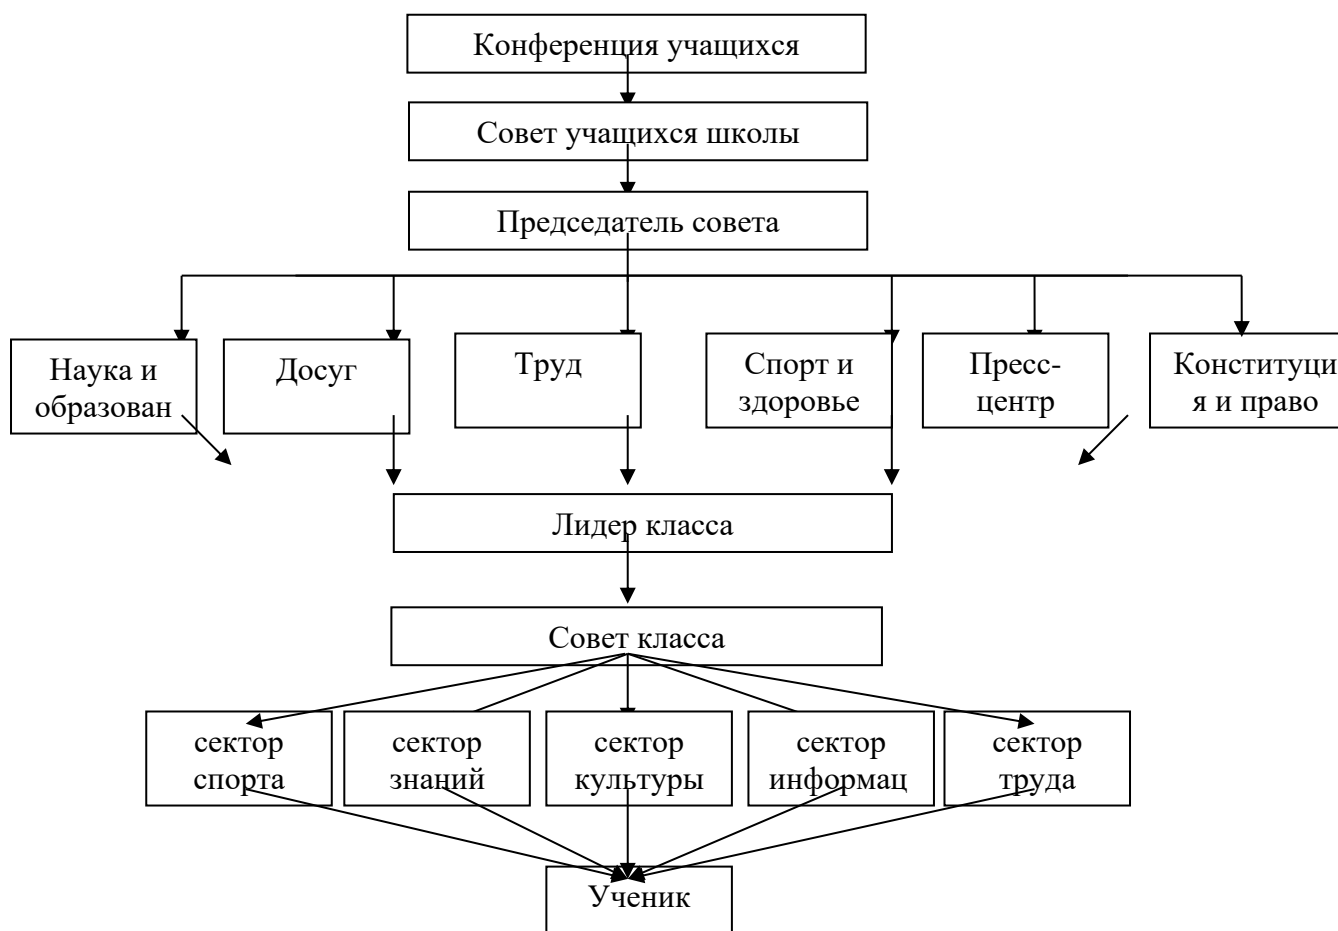 Конференция учащихся
Совет учащихся школы
Председатель совета
Наука и
образован
Досуг
Труд
Спорт и
здоровье
Пресс-
центр
Конституци
я и право
Лидер класса
Совет класса
сектор
спорта
сектор
знаний
сектор
культуры
сектор
информац
сектор
труда
Ученик